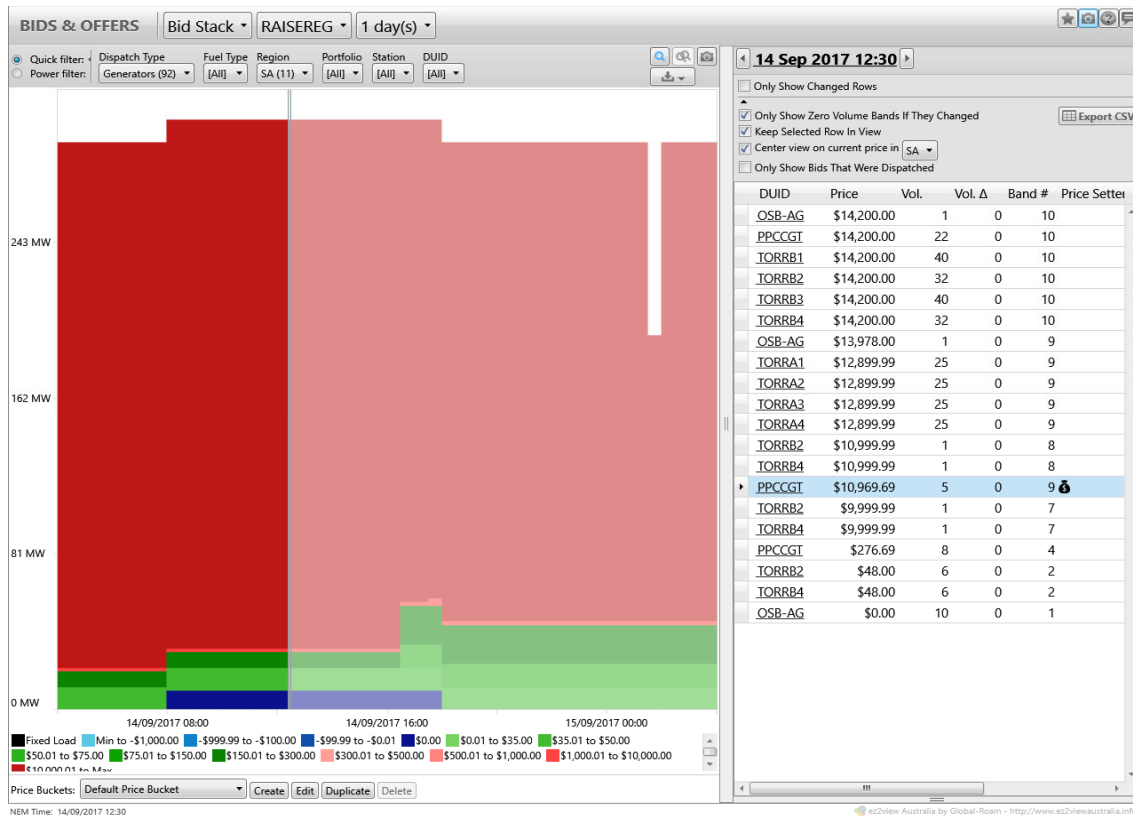 BIDS & OFFERS Bid Stack RAISEREG 1 day(s)
Quick filter:
Power filter:
Dispatch Type Fuel Type Region Portfolio Station DUID
Generators (92) [All] SA (11) [All] [All] [All]
243 MW
162 MW
81 MW
0 MW
14/09/2017 08:00 14/09/2017 16:00 15/09/2017 00:00
Fixed Load Min to -$1,000.00 -$999.99 to -$100.00 -$99.99 to -$0.01 $0.00 $0.01 to $35.00 $35.01 to $50.00
$50.01 to $75.00 $75.01 to $150.00 $150.01 to $300.00 $300.01 to $500.00 $500.01 to $1,000.00 $1,000.01 to $10,000.00
$10,000.01 to Max
Price Buckets: Default Price Bucket Create Edit Duplicate Delete
NEM Time: 14/09/2017 12:30
14 Sep 2017 12:30
Only Show Changed Rows
Only Show Zero Volume Bands If They Changed
Export CSV
Keep Selected Row In View
Center view on current price in SA
Only Show Bids That Were Dispatched
DUID Price Vol. Vol. Δ Band # Price Setter
OSB-AG $14,200.00 1 0 10
PPCCGT $14,200.00 22 0 10
TORRB1 $14,200.00 40 0 10
TORRB2 $14,200.00 32 0 10
TORRB3 $14,200.00 40 0 10
TORRB4 $14,200.00 32 0 10
OSB-AG $13,978.00 1 0 9
TORRA1 $12,899.99 25 0 9
TORRA2 $12,899.99 25 0 9
TORRA3 $12,899.99 25 0 9
TORRA4 $12,899.99 25 0 9
TORRB2 $10,999.99 1 0 8
TORRB4 $10,999.99 1 0 8
PPCCGT $10,969.69 5 0 9
TORRB2 $9,999.99 1 0 7
TORRB4 $9,999.99 1 0 7
PPCCGT $276.69 8 0 4
TORRB2 $48.00 6 0 2
TORRB4 $48.00 6 0 2
OSB-AG $0.00 10 0 1
ez2view Australia by Global-Roam - http://www.ez2viewaustralia.inf